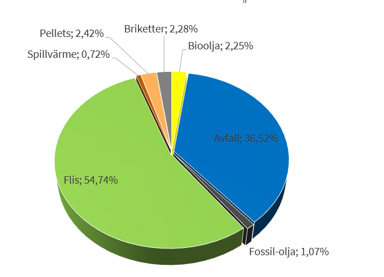 Briketter; 2,28%
Pellets; 2,42%
Bioolja; 2,25%
Spillvärme; 0,72%
Avfall; 36,52%
Flis; 54,74%
Fossil-olja; 1,07%